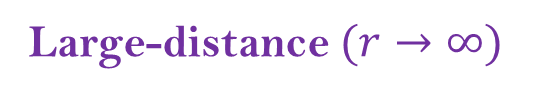 Large-distance (𝑟 → ∞)